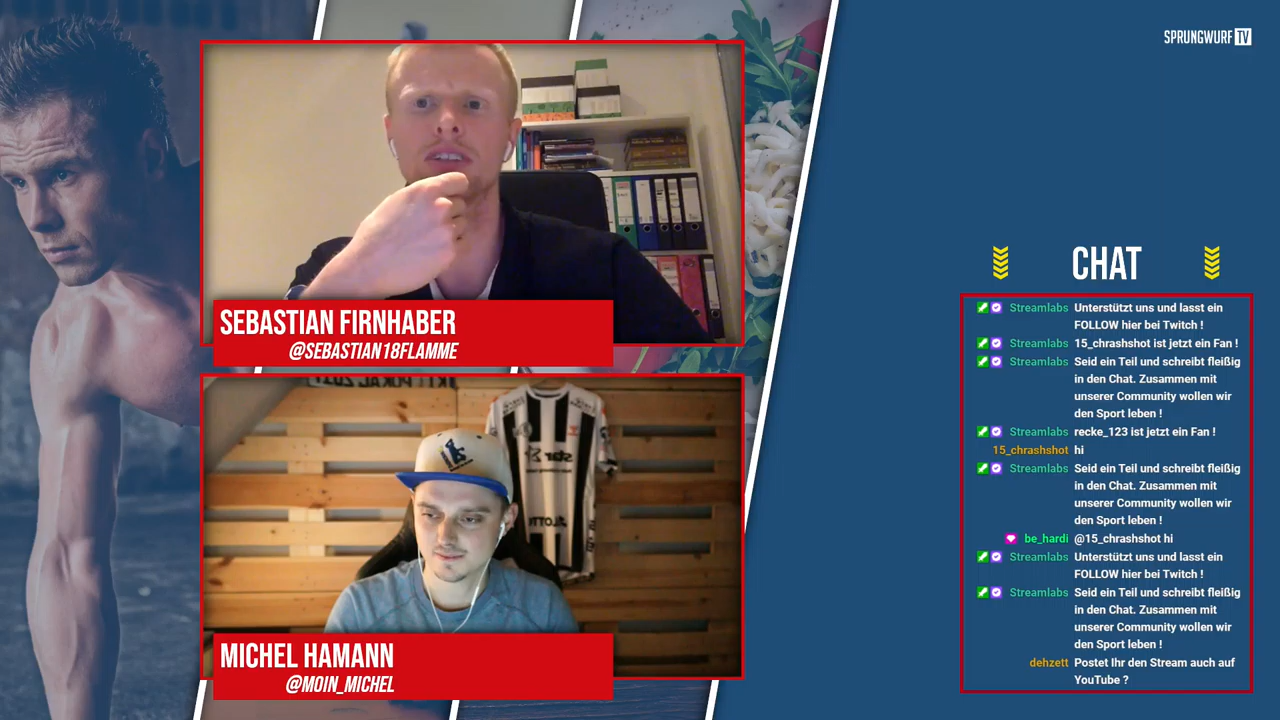 SPRUNGWURF TV
SEBASTIAN FIRNHABER
@SEBASTIAN18FLAMME
MICHEL HAMANN
@MOIN_MICHEL
CHAT
Streamlabs Unterstützt uns und lasst ein
FOLLOW hier bei Twitch !
Streamlabs 15_chrashshot ist jetzt ein Fan !
Streamlabs Seid ein Teil und schreibt fleißig
in den Chat. Zusammen mit
unserer Community wollen wir
den Sport leben !
Streamlabs recke_123 ist jetzt ein Fan !
15_chrashshot hi
Streamlabs Seid ein Teil und schreibt fleißig
in den Chat. Zusammen mit
unserer Community wollen wir
den Sport leben !
be_hardi @15_chrashshot hi
Streamlabs Unterstützt uns und lasst ein
FOLLOW hier bei Twitch !
Streamlabs Seid ein Teil und schreibt fleißig
in den Chat. Zusammen mit
unserer Community wollen wir
den Sport leben !
dehzett Postet Ihr den Stream auch auf
YouTube ?